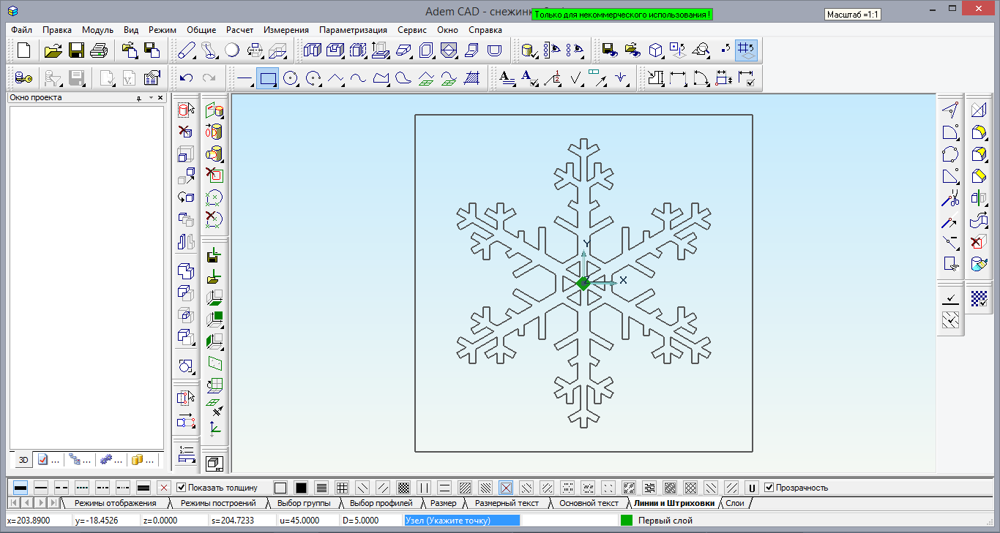 Adem CAD - снежинк
Только для некоммерческого использования !
Масштаб =1:1
Файл Правка Модуль Вид Режим Общие Расчет Измерения Параметризация Сервис Окно Справка
Окно проекта
Y
X
3D ... ... ... ...
Показать толщину U Прозрачность
Режимы отображения Режимы построений Выбор группы Выбор профилей Размер Размерный текст Основной текст Линии и Штриховки Слои
x=203.8900 y=-18.4526 z=0.0000 s=204.7233 u=45.0000 D=5.0000 Узел (Укажите точку) Первый слой